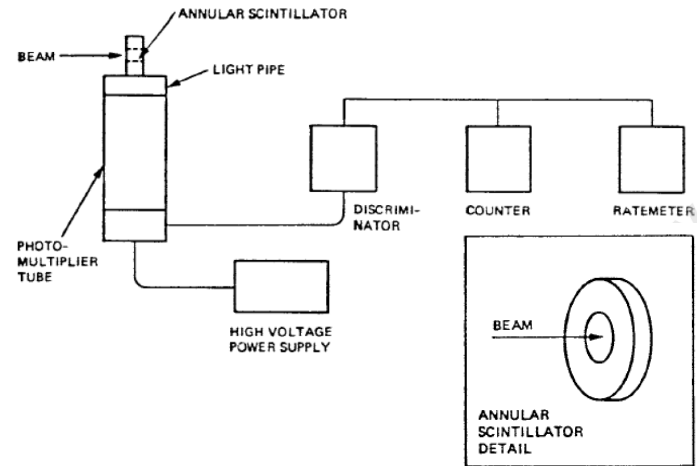 ANNULAR SCINTILLATOR
BEAM
LIGHT PIPE
DISCRIMI-
NATOR
COUNTER
RATEMETER
PHOTO-
MULTIPLIER
TUBE
HIGH VOLTAGE
POWER SUPPLY
BEAM
ANNULAR
SCINTILLATOR
DETAIL